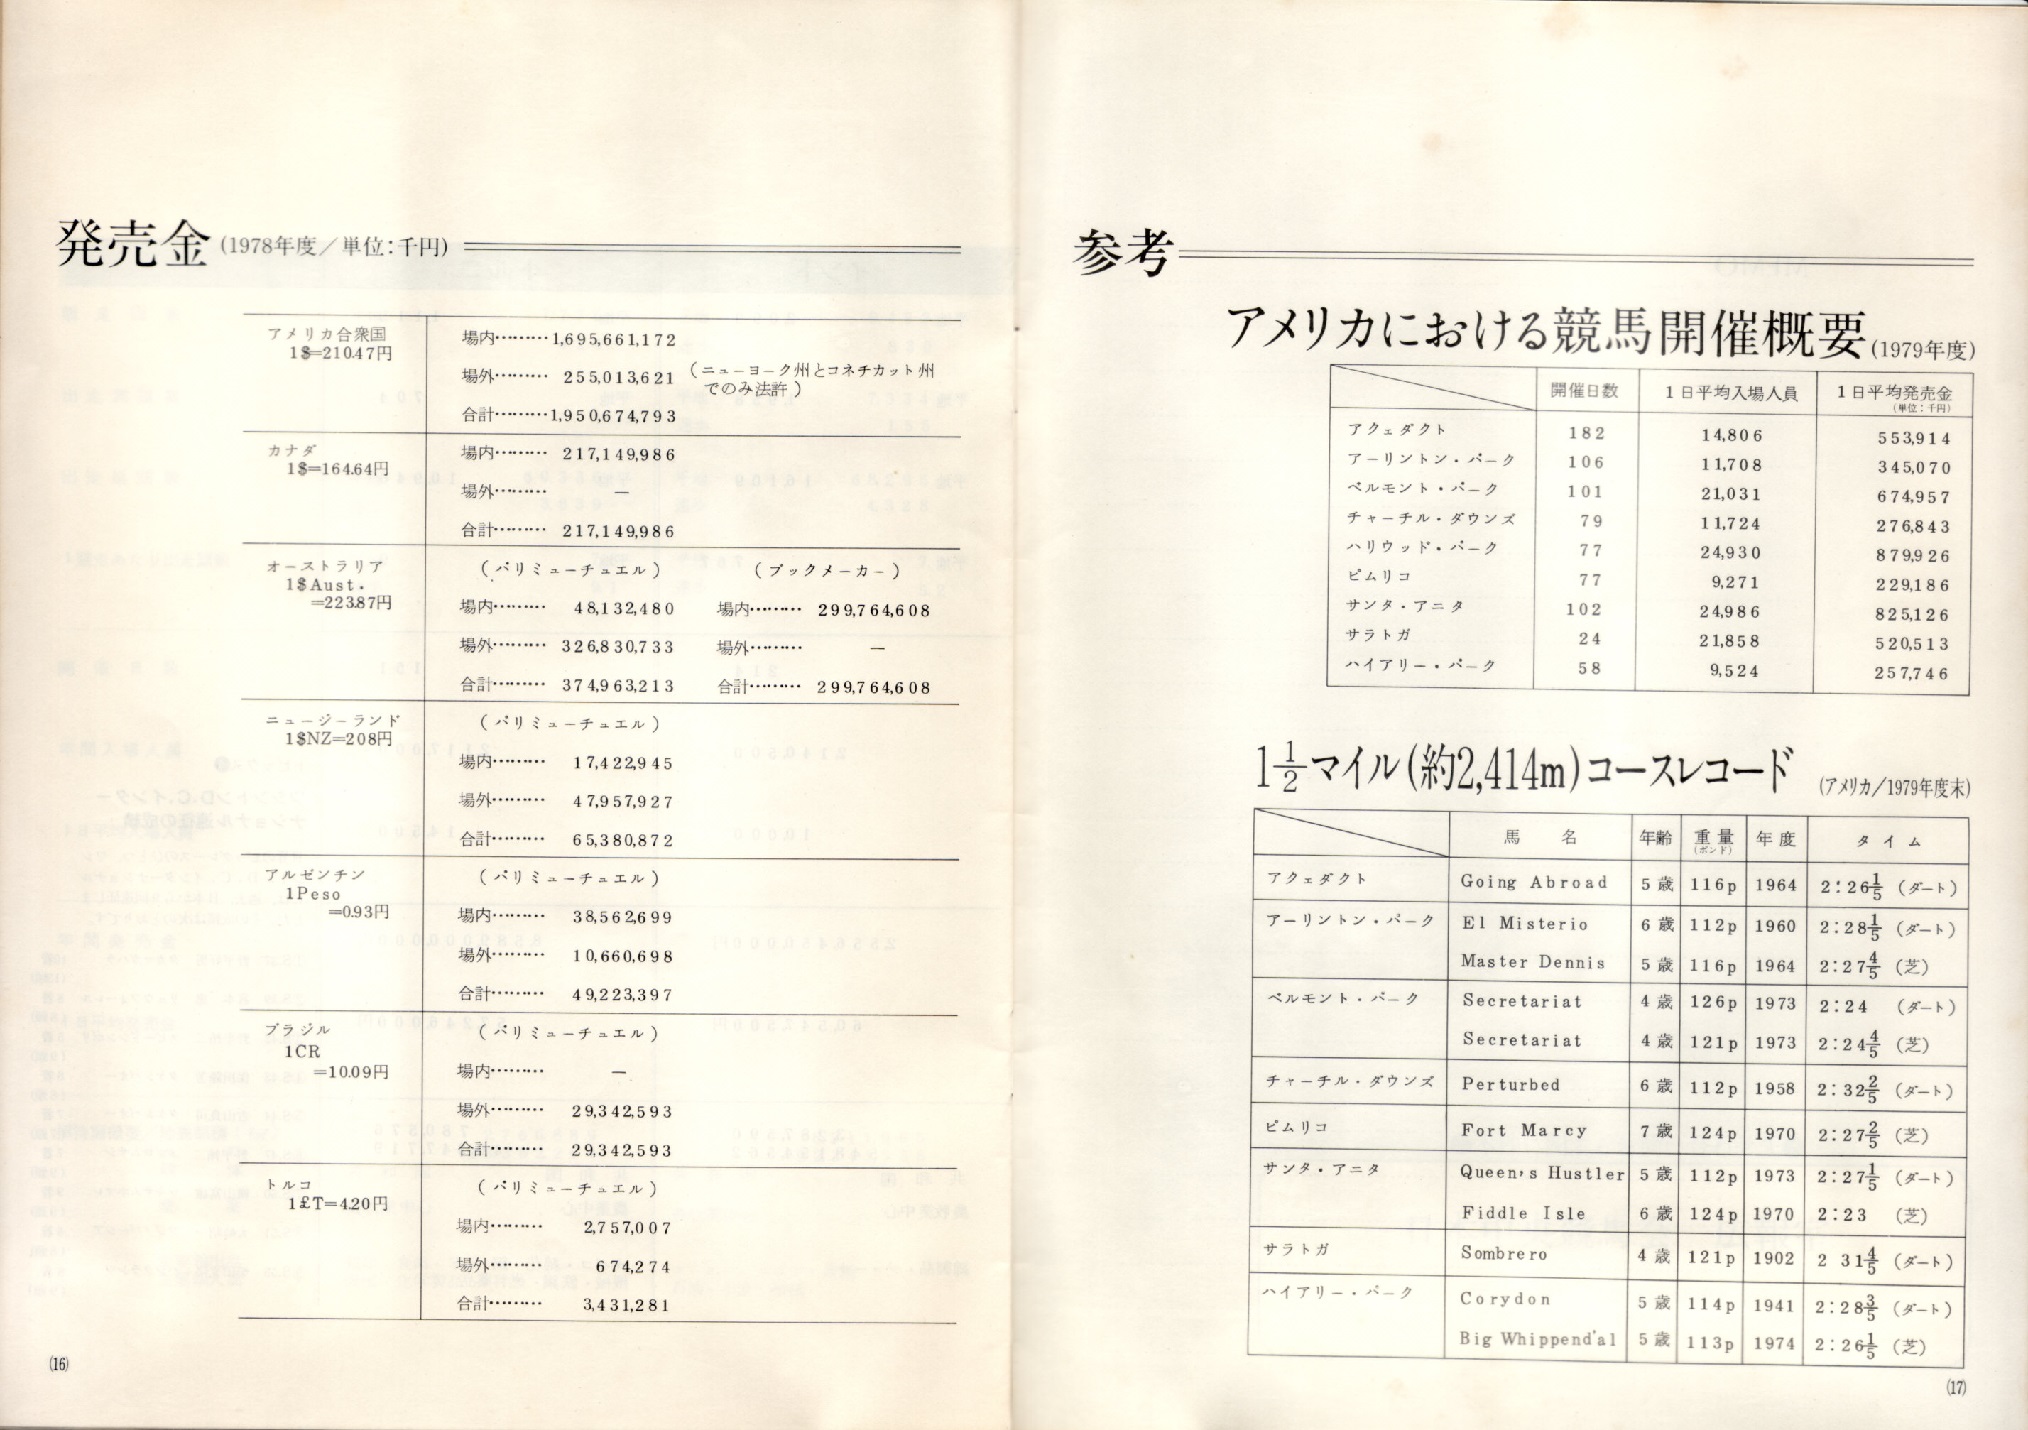 発売金(1978年度／単位:千円)
アメリカ合衆国
1$=210.47円
場内………1,695,661,172
場外……… 255,013,621 (ニューヨーク州とコネチカット州
でのみ法許)
合計………1,950,674,793
カナダ
1$=164.64円
場内……… 217,149,986
場外……… －
合計……… 217,149,986
オーストラリア
1$Aust.
=223.87円
(パリミューチュエル) (ブックメーカー)
場内……… 48,132,480 場内……… 299,764,608
場外……… 326,830,733 場外……… －
合計……… 374,963,213 合計……… 299,764,608
ニュージーランド
1$NZ=208円
(パリミューチュエル)
場内……… 17,422,945
場外……… 47,957,927
合計……… 65,380,872
アルゼンチン
1Peso
=0.93円
(パリミューチュエル)
場内……… 38,562,699
場外……… 10,660,698
合計……… 49,223,397
ブラジル
1CR
=10.09円
(パリミューチュエル)
場内……… －
場外……… 29,342,593
合計……… 29,342,593
トルコ
1£T=4.20円
(パリミューチュエル)
場内……… 2,757,007
場外……… 674,274
合計……… 3,431,281
(16)
参考
アメリカにおける競馬開催概要(1979年度)
開催日数 1日平均入場人員 1日平均発売金
(単位：千円)
アクェダクト 182 14,806 553,914
アーリントン・パーク 106 11,708 345,070
ベルモント・パーク 101 21,031 674,957
チャーチル・ダウンズ 79 11,724 276,843
ハリウッド・パーク 77 24,930 879,926
ピムリコ 77 9,271 229,186
サンタ・アニタ 102 24,986 825,126
サラトガ 24 21,858 520,513
ハイアリー・パーク 58 9,524 257,746
1½マイル(約2,414m)コースレコード (アメリカ/1979年度末)
馬名 年齢 重量(ポンド) 年度 タイム
アクェダクト Going Abroad 5歳 116p 1964 2:26⅕ (ダート)
アーリントン・パーク El Misterio 6歳 112p 1960 2:28⅕ (ダート)
Master Dennis 5歳 116p 1964 2:27⅘ (芝)
ベルモント・パーク Secretariat 4歳 126p 1973 2:24 (ダート)
Secretariat 4歳 121p 1973 2:24⅘ (芝)
チャーチル・ダウンズ Perturbed 6歳 112p 1958 2:32⅖ (ダート)
ピムリコ Fort Marcy 7歳 124p 1970 2:27⅖ (芝)
サンタ・アニタ Queen's Hustler 5歳 112p 1973 2:27⅕ (ダート)
Fiddle Isle 6歳 124p 1970 2:23 (芝)
サラトガ Sombrero 4歳 121p 1902 2 31⅘ (ダート)
ハイアリー・パーク Corydon 5歳 114p 1941 2:28⅗ (ダート)
Big Whippend'al 5歳 113p 1974 2:26⅕ (芝)
(17)